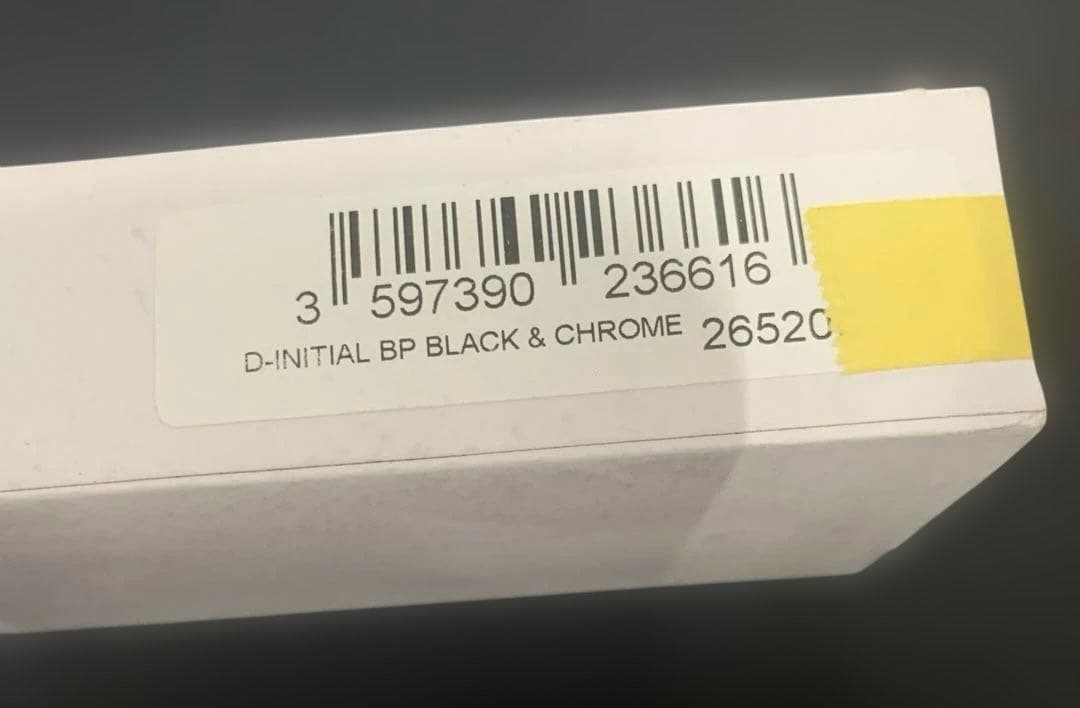 3 597390 236616
D-INITIAL BP BLACK & CHROME 26520